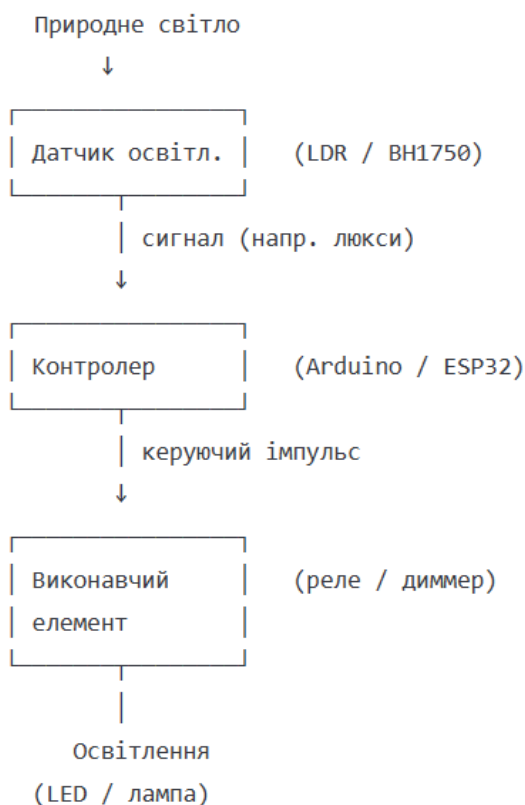 Природне світло
↓
Датчик освітл. (LDR / BH1750)
сигнал (напр. люкси)
↓
Контролер (Arduino / ESP32)
керуючий імпульс
↓
Виконавчий (реле / диммер)
елемент
Освітлення
(LED / лампа)